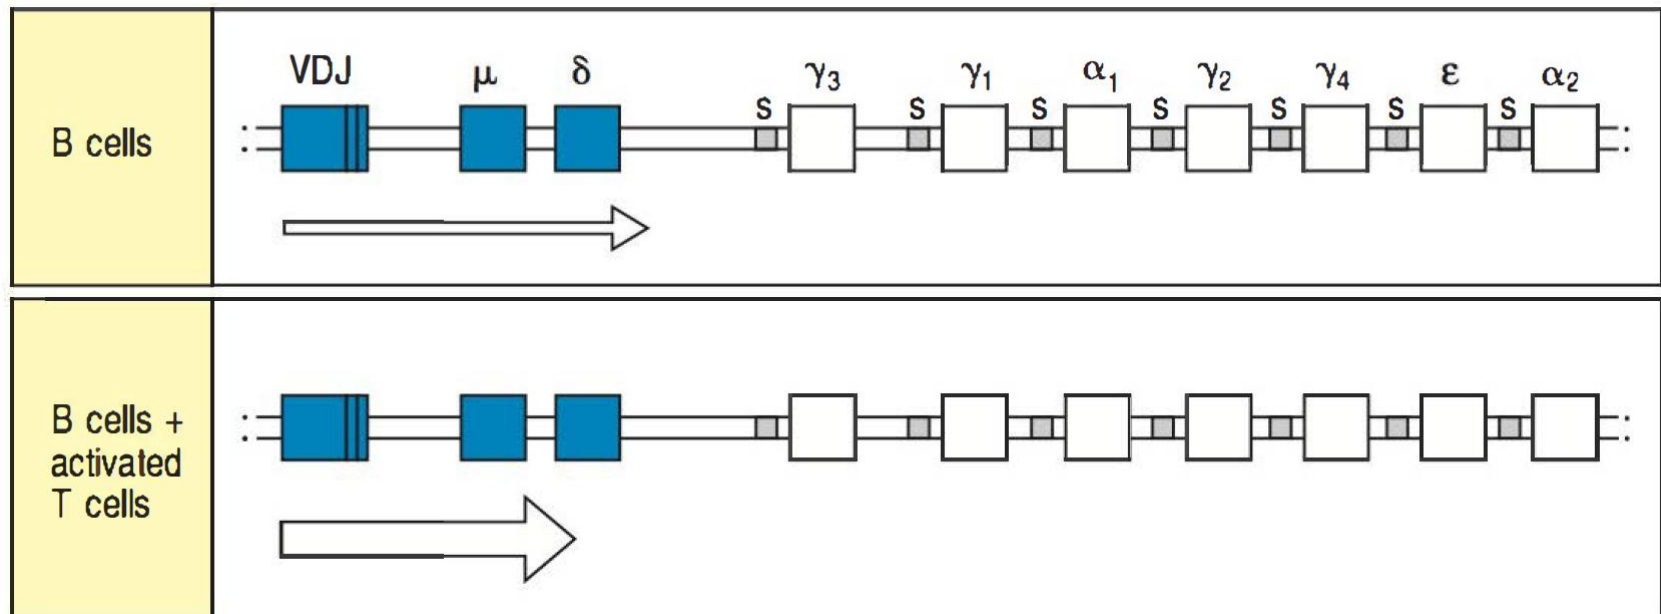 VDJ μ δ γ3 γ1 α1 γ2 γ4 ε α2
S S S S S S S
B cells
B cells +
activated
T cells